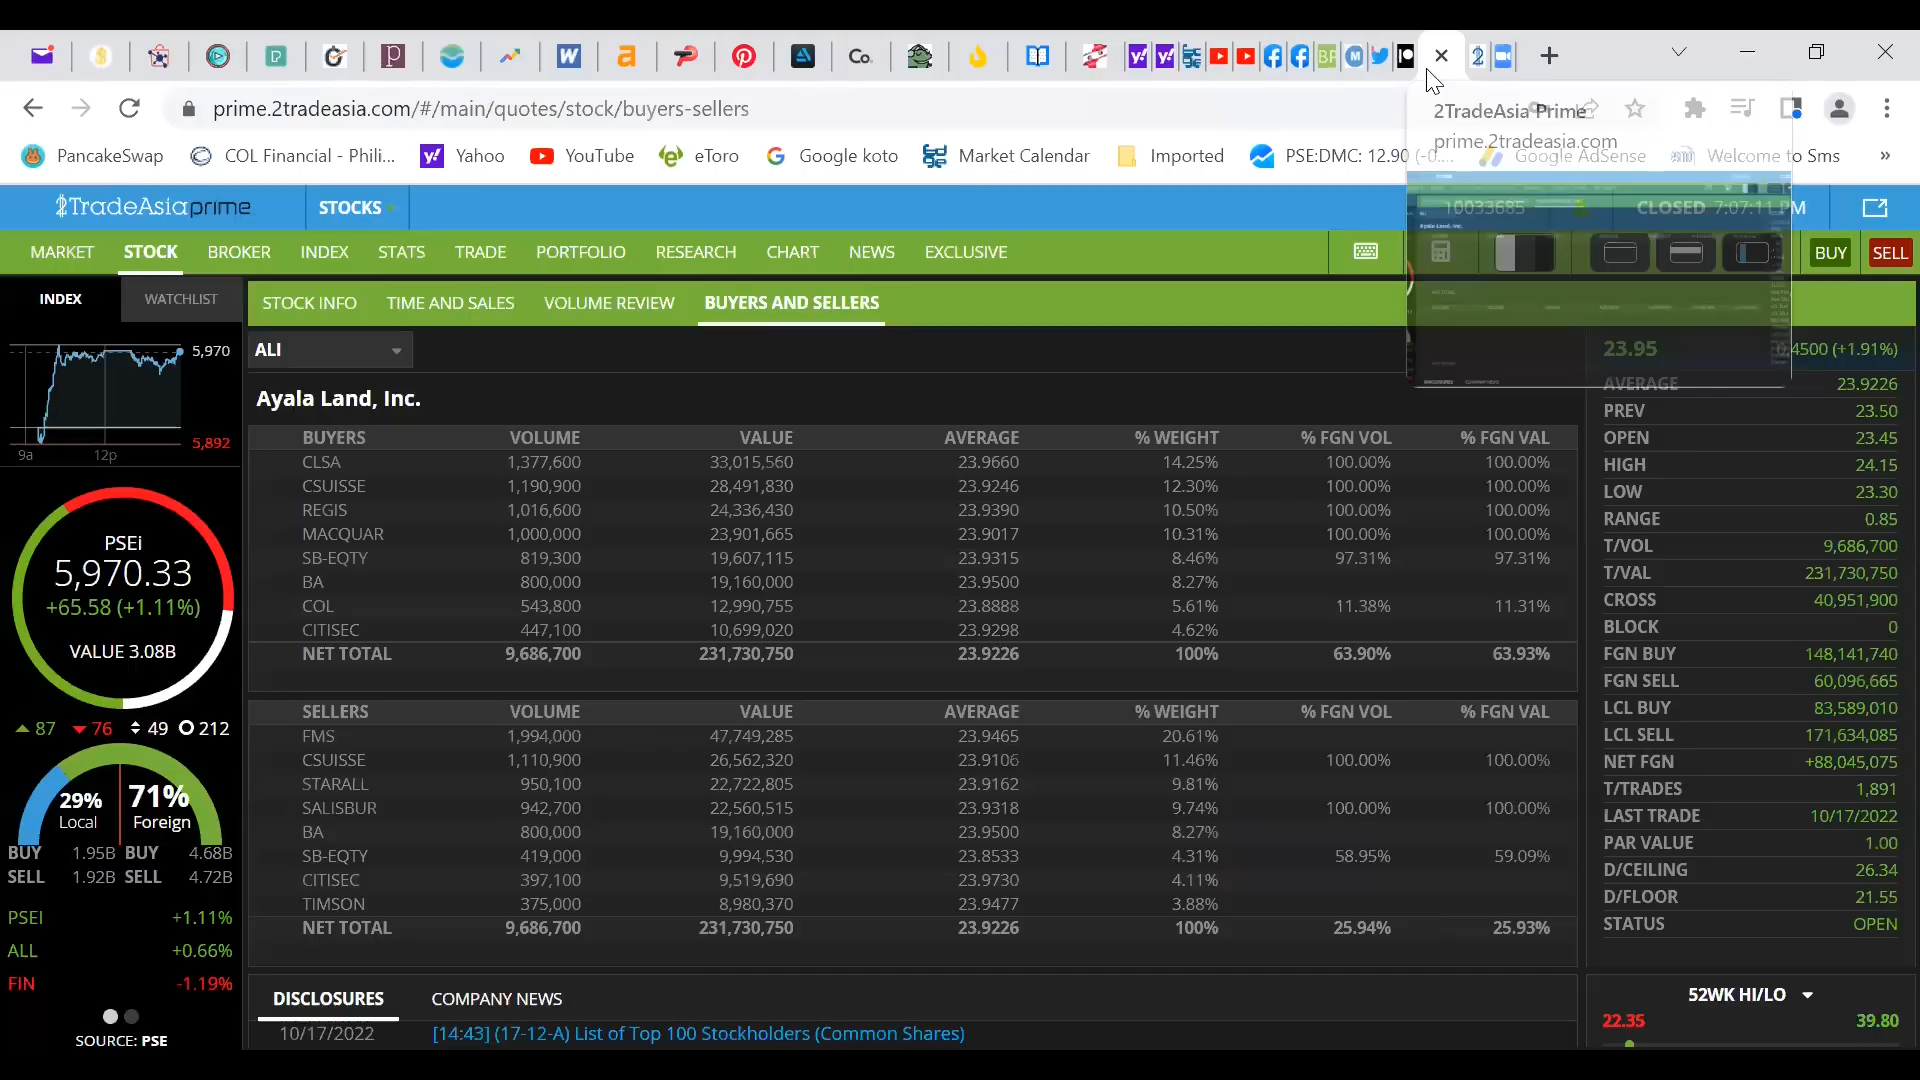 Co.
prime.2tradeasia.com/#/main/quotes/stock/buyers-sellers
2TradeAsia Prime
prime.2tradeasia.com
PancakeSwap COL Financial - Phili... Yahoo YouTube eToro Google koto Market Calendar Imported PSE:DMC: 12.90 (-0.... Google AdSense Welcome to Sms »
2TradeAsia prime STOCKS 10033685 CLOSED 7:07:11 PM
MARKET STOCK BROKER INDEX STATS TRADE PORTFOLIO RESEARCH CHART NEWS EXCLUSIVE BUY SELL
INDEX WATCHLIST
STOCK INFO TIME AND SALES VOLUME REVIEW BUYERS AND SELLERS
5,970
5,892
9a 12p
PSEi
5,970.33
+65.58 (+1.11%)
VALUE 3.08B
87 76 49 212
29% Local
71% Foreign
BUY 1.95B BUY 4.68B
SELL 1.92B SELL 4.72B
PSEI +1.11%
ALL +0.66%
FIN -1.19%
SOURCE: PSE
ALI
Ayala Land, Inc.
BUYERS VOLUME VALUE AVERAGE % WEIGHT % FGN VOL % FGN VAL
CLSA 1,377,600 33,015,560 23.9660 14.25% 100.00% 100.00%
CSUISSE 1,190,900 28,491,830 23.9246 12.30% 100.00% 100.00%
REGIS 1,016,600 24,336,430 23.9390 10.50% 100.00% 100.00%
MACQUAR 1,000,000 23,901,665 23.9017 10.31% 100.00% 100.00%
SB-EQTY 819,300 19,607,115 23.9315 8.46% 97.31% 97.31%
BA 800,000 19,160,000 23.9500 8.27%
COL 543,800 12,990,755 23.8888 5.61% 11.38% 11.31%
CITISEC 447,100 10,699,020 23.9298 4.62%
NET TOTAL 9,686,700 231,730,750 23.9226 100% 63.90% 63.93%
SELLERS VOLUME VALUE AVERAGE % WEIGHT % FGN VOL % FGN VAL
FMS 1,994,000 47,749,285 23.9465 20.61%
CSUISSE 1,110,900 26,562,320 23.9106 11.46% 100.00% 100.00%
STARALL 950,100 22,722,805 23.9162 9.81%
SALISBUR 942,700 22,560,515 23.9318 9.74% 100.00% 100.00%
BA 800,000 19,160,000 23.9500 8.27%
SB-EQTY 419,000 9,994,530 23.8533 4.31% 58.95% 59.09%
CITISEC 397,100 9,519,690 23.9730 4.11%
TIMSON 375,000 8,980,370 23.9477 3.88%
NET TOTAL 9,686,700 231,730,750 23.9226 100% 25.94% 25.93%
DISCLOSURES COMPANY NEWS
10/17/2022 [14:43] (17-12-A) List of Top 100 Stockholders (Common Shares)
23.95 0.4500 (+1.91%)
AVERAGE 23.9226
PREV 23.50
OPEN 23.45
HIGH 24.15
LOW 23.30
RANGE 0.85
T/VOL 9,686,700
T/VAL 231,730,750
CROSS 40,951,900
BLOCK 0
FGN BUY 148,141,740
FGN SELL 60,096,665
LCL BUY 83,589,010
LCL SELL 171,634,085
NET FGN +88,045,075
T/TRADES 1,891
LAST TRADE 10/17/2022
PAR VALUE 1.00
D/CEILING 26.34
D/FLOOR 21.55
STATUS OPEN
52WK HI/LO
22.35 39.80